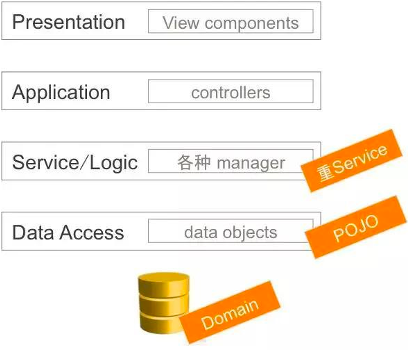 Presentation
View components
Application
controllers
Service/Logic
各种 manager
重Service
Data Access
data objects
POJO
Domain